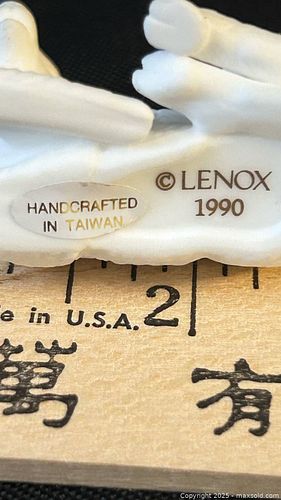 © LENOX
1990
HANDCRAFTED
IN TAIWAN
e in U.S.A. 2
萬 有
Copyright 2025 - maxsold.com